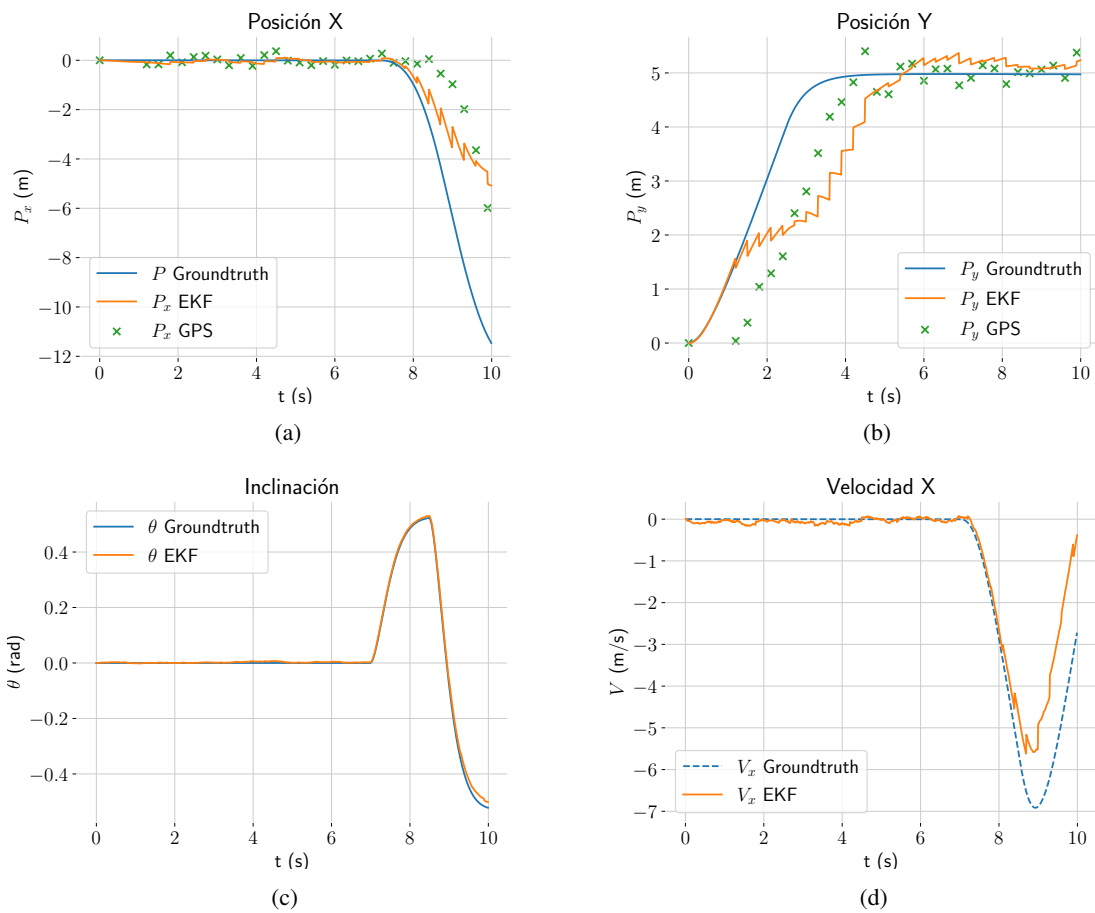 Posición X
0
−2
−4
−6
−8
−10
−12
P_x (m)
P Groundtruth
P_x EKF
P_x GPS
0 2 4 6 8 10
t (s)
(a)
Posición Y
5
4
3
2
1
0
P_y (m)
P_y Groundtruth
P_y EKF
P_y GPS
0 2 4 6 8 10
t (s)
(b)
Inclinación
θ Groundtruth
θ EKF
0.4
0.2
0.0
−0.2
−0.4
θ (rad)
0 2 4 6 8 10
t (s)
(c)
Velocidad X
0
−1
−2
−3
−4
−5
−6
−7
V (m/s)
V_x Groundtruth
V_x EKF
0 2 4 6 8 10
t (s)
(d)